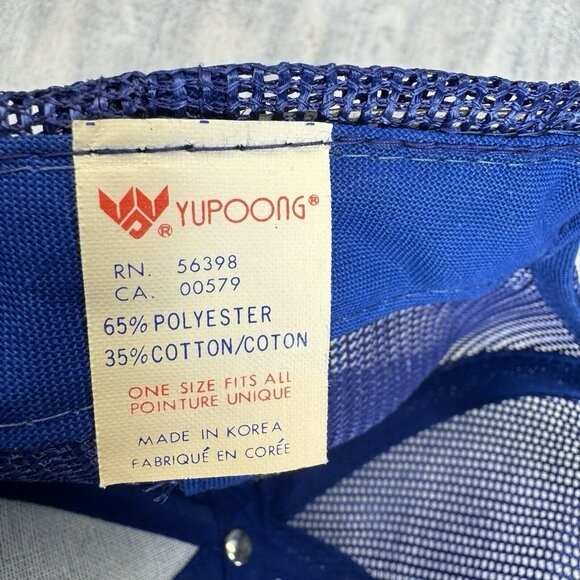 YUPOONG®
®
RN. 56398
CA. 00579
65% POLYESTER
35% COTTON/COTON
ONE SIZE FITS ALL
POINTURE UNIQUE
MADE IN KOREA
FABRIQUÉ EN CORÉE